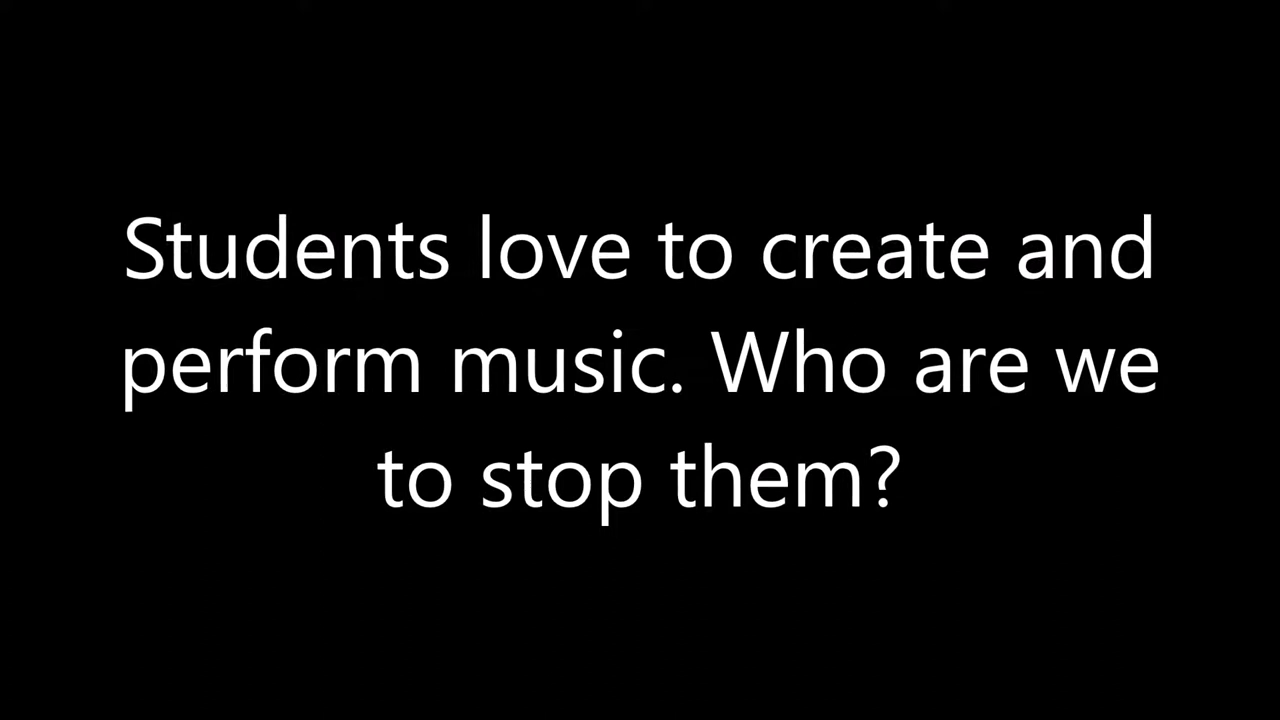 Students love to create and
perform music. Who are we
to stop them?